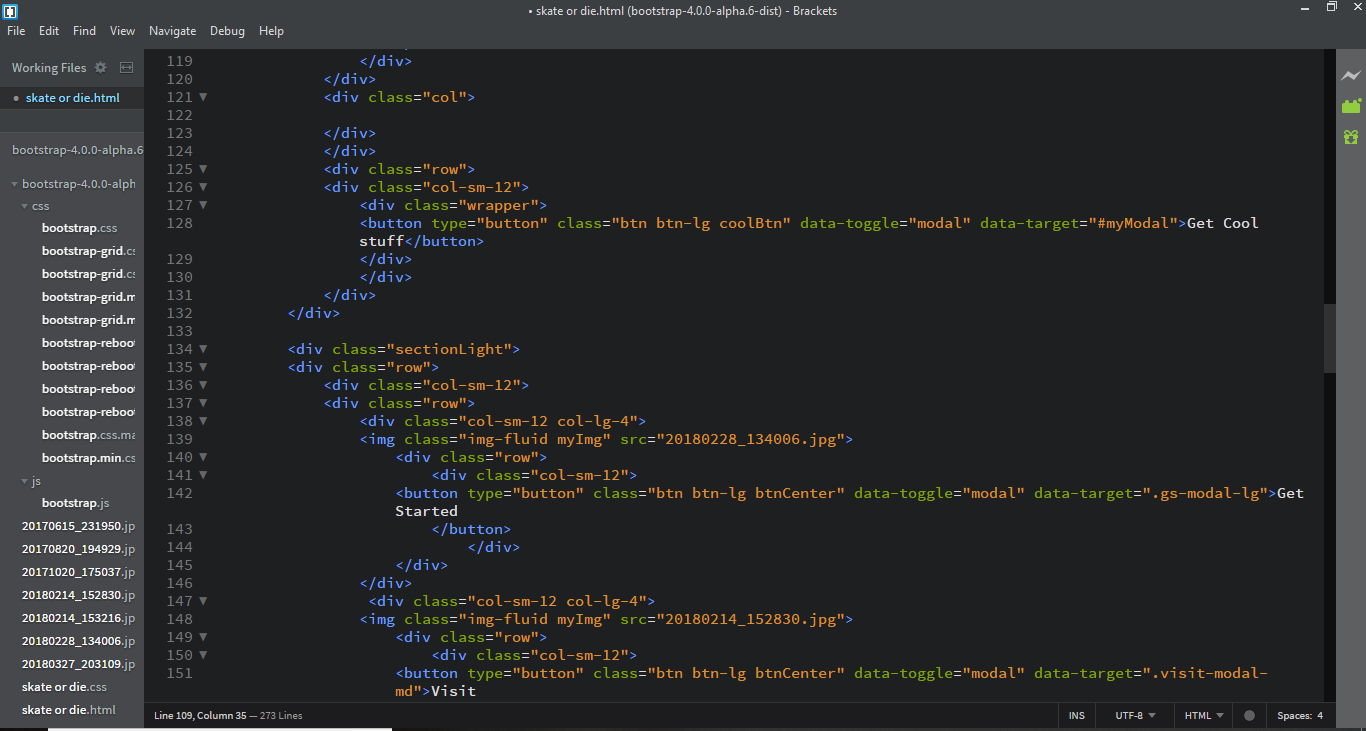 • skate or die.html (bootstrap-4.0.0-alpha.6-dist) - Brackets
File Edit Find View Navigate Debug Help
Working Files
• skate or die.html
bootstrap-4.0.0-alpha.6
bootstrap-4.0.0-alph
css
bootstrap.css
bootstrap-grid.cs
bootstrap-grid.cs
bootstrap-grid.m
bootstrap-grid.m
bootstrap-reboot
bootstrap-reboot
bootstrap-reboot
bootstrap-reboot
bootstrap.css.ma
bootstrap.min.cs
js
bootstrap.js
20170615_231950.jp
20170820_194929.jp
20171020_175037.jp
20180214_152830.jp
20180214_153216.jp
20180228_134006.jp
20180327_203109.jp
skate or die.css
skate or die.html
119 </div>
120 </div>
121 <div class="col">
122
123 </div>
124 </div>
125 <div class="row">
126 <div class="col-sm-12">
127 <div class="wrapper">
128 <button type="button" class="btn btn-lg coolBtn" data-toggle="modal" data-target="#myModal">Get Cool
stuff</button>
129 </div>
130 </div>
131 </div>
132 </div>
133
134 <div class="sectionLight">
135 <div class="row">
136 <div class="col-sm-12">
137 <div class="row">
138 <div class="col-sm-12 col-lg-4">
139 <img class="img-fluid myImg" src="20180228_134006.jpg">
140 <div class="row">
141 <div class="col-sm-12">
142 <button type="button" class="btn btn-lg btnCenter" data-toggle="modal" data-target=".gs-modal-lg">Get
Started
143 </button>
144 </div>
145 </div>
146 </div>
147 <div class="col-sm-12 col-lg-4">
148 <img class="img-fluid myImg" src="20180214_152830.jpg">
149 <div class="row">
150 <div class="col-sm-12">
151 <button type="button" class="btn btn-lg btnCenter" data-toggle="modal" data-target=".visit-modal-
md">Visit
Line 109, Column 35 — 273 Lines
INS UTF-8 HTML Spaces: 4